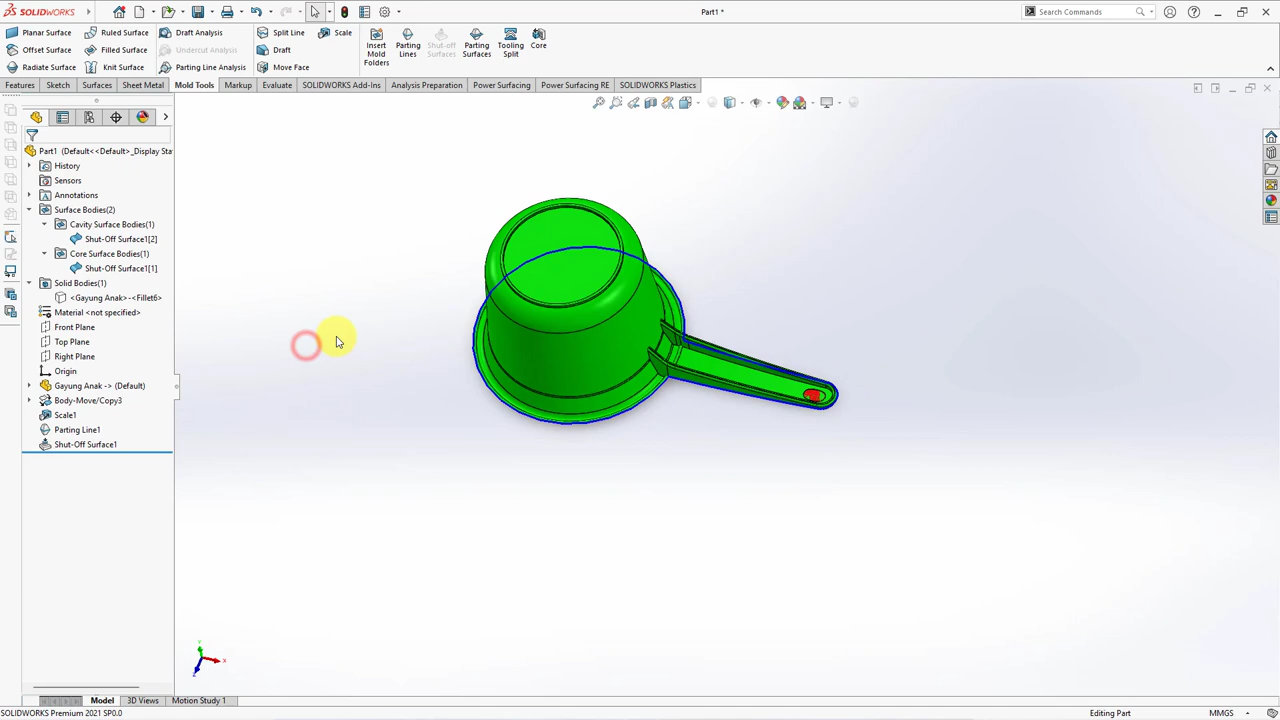 SOLIDWORKS
Part1 *
Search Commands
Planar Surface
Ruled Surface
Draft Analysis
Split Line
Scale
Offset Surface
Filled Surface
Undercut Analysis
Draft
Radiate Surface
Knit Surface
Parting Line Analysis
Move Face
Insert Mold Folders
Parting Lines
Shut-off Surfaces
Parting Surfaces
Tooling Split
Core
Features
Sketch
Surfaces
Sheet Metal
Mold Tools
Markup
Evaluate
SOLIDWORKS Add-Ins
Analysis Preparation
Power Surfacing
Power Surfacing RE
SOLIDWORKS Plastics
Part1 (Default<<Default>_Display Sta
History
Sensors
Annotations
Surface Bodies(2)
Cavity Surface Bodies(1)
Shut-Off Surface1[2]
Core Surface Bodies(1)
Shut-Off Surface1[1]
Solid Bodies(1)
<Gayung Anak>-<Fillet6>
Material <not specified>
Front Plane
Top Plane
Right Plane
Origin
Gayung Anak -> (Default)
Body-Move/Copy3
Scale1
Parting Line1
Shut-Off Surface1
Y
X
Z
Model
3D Views
Motion Study 1
SOLIDWORKS Premium 2021 SP0.0
Editing Part
MMGS